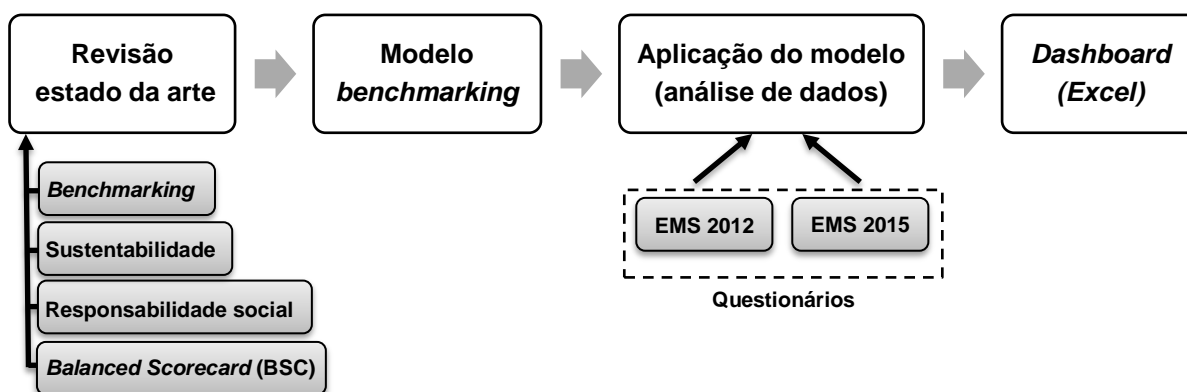 Revisão
estado da arte
Modelo
benchmarking
Aplicação do modelo
(análise de dados)
Dashboard
(Excel)
Benchmarking
Sustentabilidade
Responsabilidade social
Balanced Scorecard (BSC)
EMS 2012
EMS 2015
Questionários